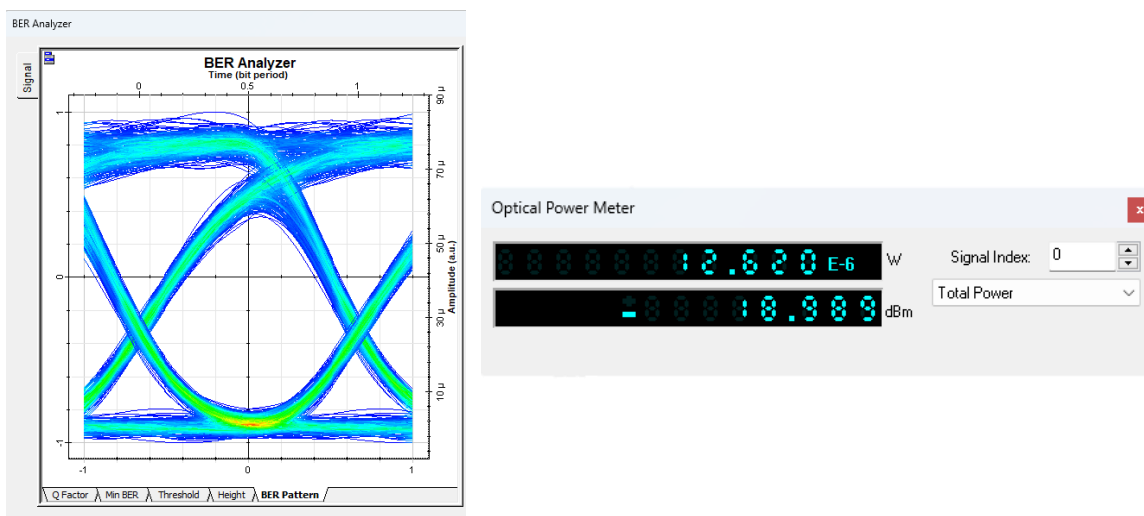 BER Analyzer
Signal
BER Analyzer
Time (bit period)
0 0.5 1
90 µ
70 µ
50 µ
30 µ
10 µ
Amplitude (a.u.)
1
0
-1
-1 0 1
Q Factor Min BER Threshold Height BER Pattern
Optical Power Meter
x
12.620 E-6 W
Signal Index: 0
Total Power
-18.989 dBm